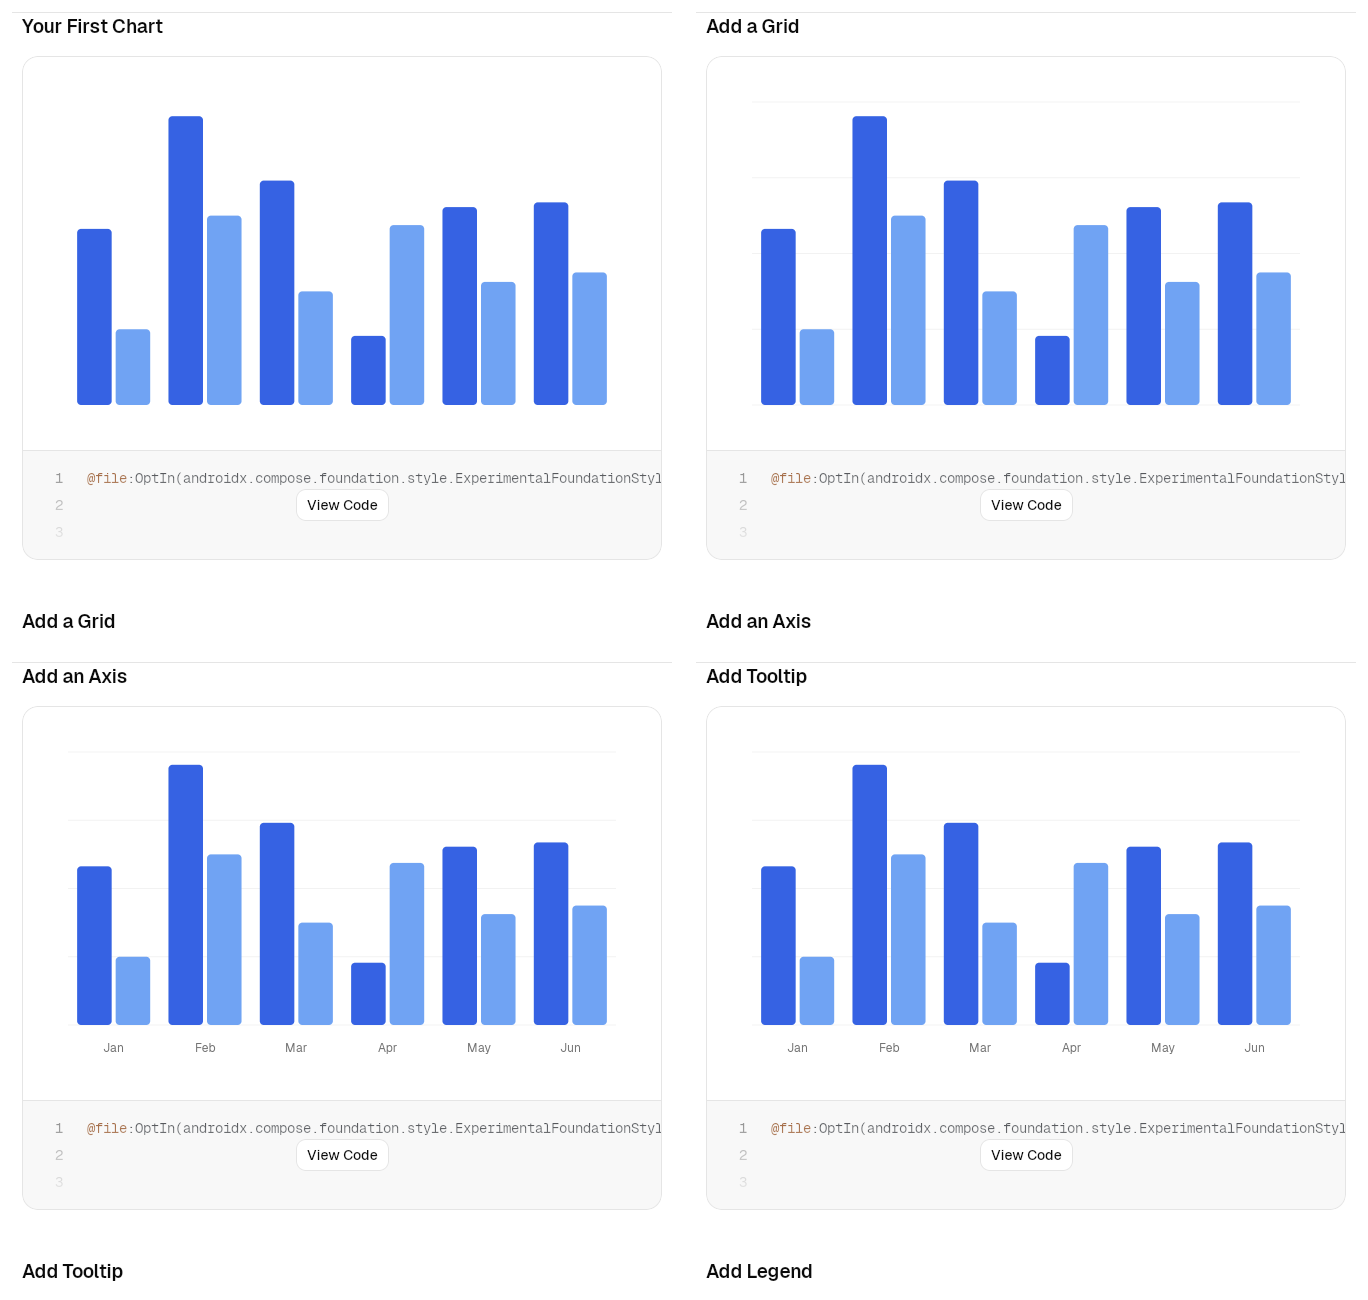 Your First Chart
1 @file:OptIn(androidx.compose.foundation.style.ExperimentalFoundationStyl
2
View Code
3
Add a Grid
Add a Grid
1 @file:OptIn(androidx.compose.foundation.style.ExperimentalFoundationStyl
2
View Code
3
Add an Axis
Add an Axis
Jan Feb Mar Apr May Jun
1 @file:OptIn(androidx.compose.foundation.style.ExperimentalFoundationStyl
2
View Code
3
Add Tooltip
Add Tooltip
Jan Feb Mar Apr May Jun
1 @file:OptIn(androidx.compose.foundation.style.ExperimentalFoundationStyl
2
View Code
3
Add Legend